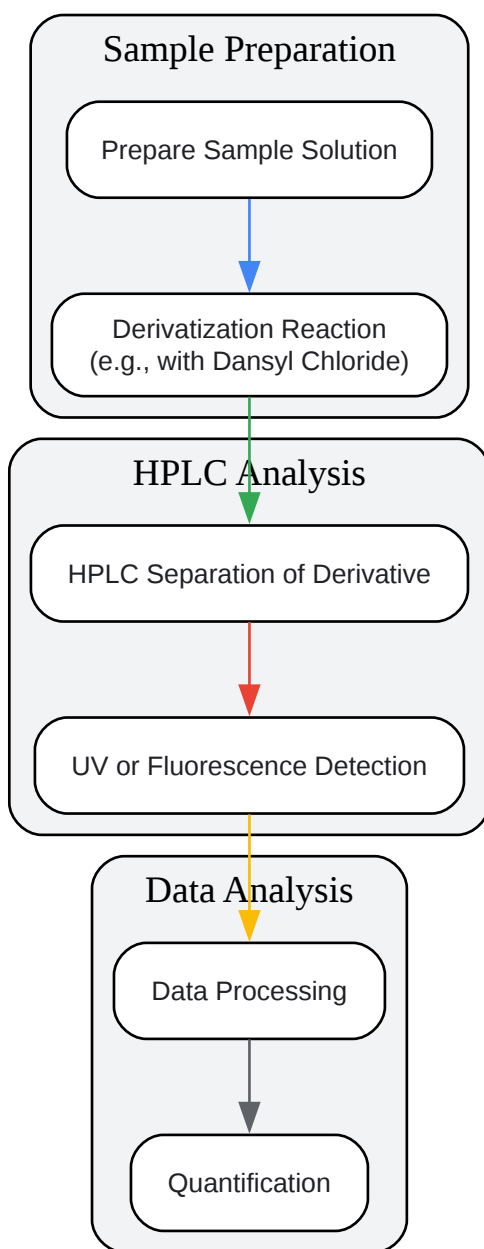 Sample Preparation
Prepare Sample Solution
Derivatization Reaction
(e.g., with Dansyl Chloride)
HPLC Analysis
HPLC Separation of Derivative
UV or Fluorescence Detection
Data Analysis
Data Processing
Quantification